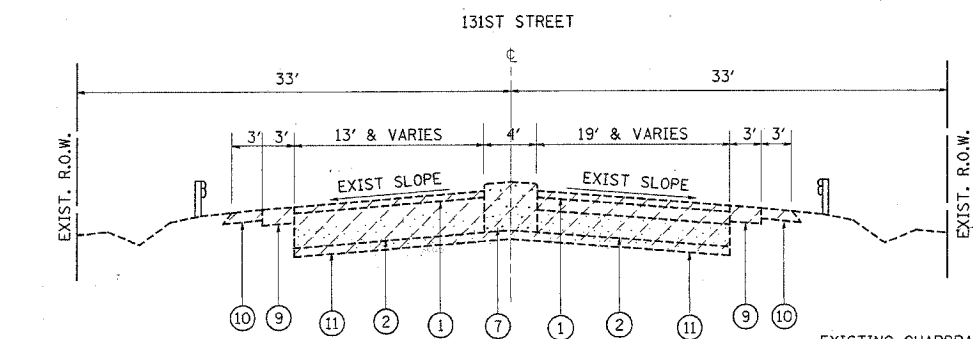 131ST STREET
℄
33' 33'
3' 3' 13' & VARIES 4' 19' & VARIES 3' 3'
EXIST SLOPE EXIST SLOPE
EXIST. R.O.W.
EXIST. R.O.W.
10 9 11 2 1 7 1 2 11 9 10